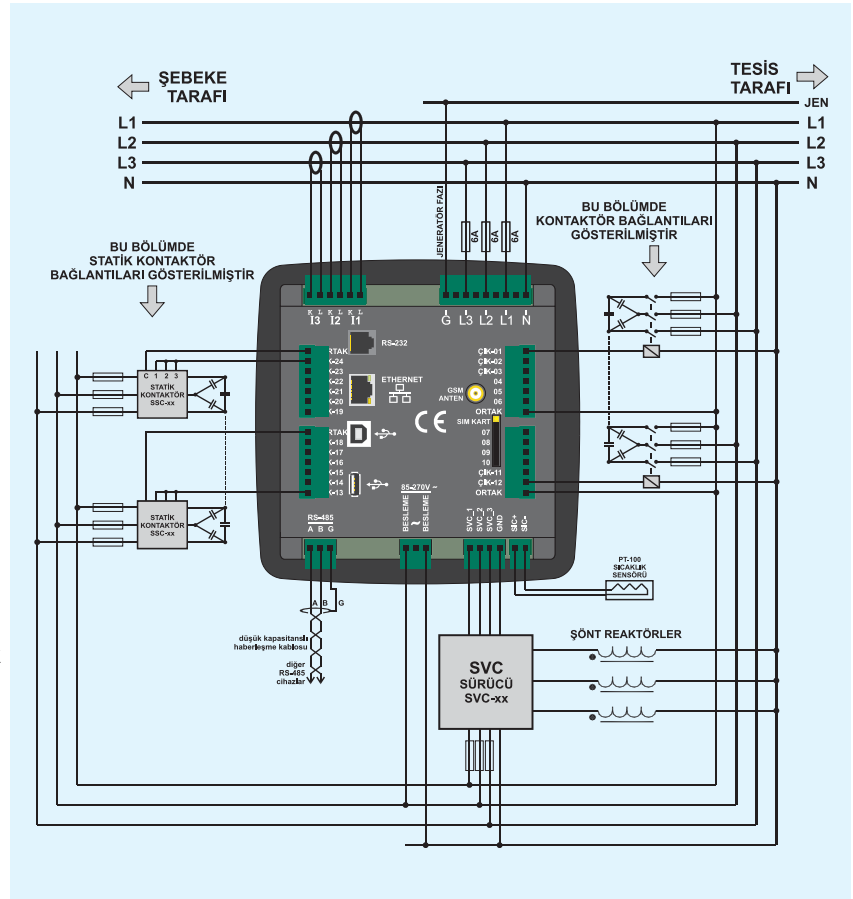 ŞEBEKE
TARAFI
TESİS
TARAFI
JEN
L1
L2
L3
N
L1
L2
L3
N
JENERATÖR FAZI
6A
6A
6A
BU BÖLÜMDE
STATİK KONTAKTÖR
BAĞLANTILARI GÖSTERİLMİŞTİR
BU BÖLÜMDE
KONTAKTÖR BAĞLANTILARI
GÖSTERİLMİŞTİR
K L K L K L
I3 I2 I1
G L3 L2 L1 N
RS-232
RTAK
K-24
K-23
K-22
K-21
K-20
K-19
ETHERNET
GSM
ANTEN
ÇIK-01
ÇIK-02
ÇIK-03
04
05
06
ORTAK
SIM KART
07
08
09
10
ÇIK-11
ÇIK-12
ORTAK
CE
D
RTAK
K-18
K-17
K-16
K-15
K-14
K-13
C 1 2 3
STATİK
KONTAKTÖR
SSC-xx
STATİK
KONTAKTÖR
SSC-xx
85-270V ~
BESLEME
~
BESLEME
RS-485
A B G
SVC_1
SVC_2
SVC_3
GND
SIC+
SIC-
A B G
düşük kapasitanslı
haberleşme kablosu
diğer
RS-485
cihazlar
PT-100
SICAKLIK
SENSÖRÜ
SVC
SÜRÜCÜ
SVC-xx
ŞÖNT REAKTÖRLER